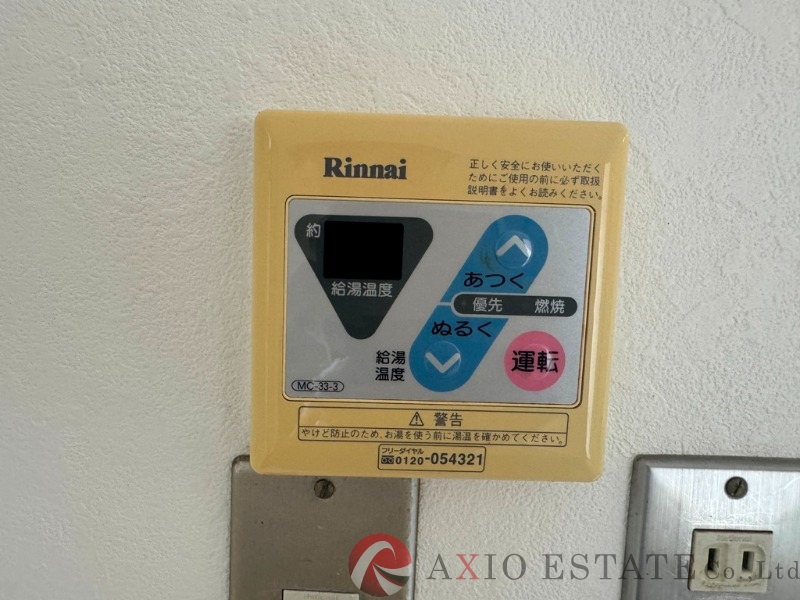 Rinnai
正しく安全にお使いいただく
ためにご使用の前に必ず取扱
説明書をよくお読みください。
約
給湯温度
あつく
優先 燃焼
ぬるく
給湯
温度
運転
MC-33-3
⚠ 警告
やけど防止のため、お湯を使う前に湯温を確かめてください。
フリーダイヤル
0120-054321
AXIO ESTATE Co.,Ltd